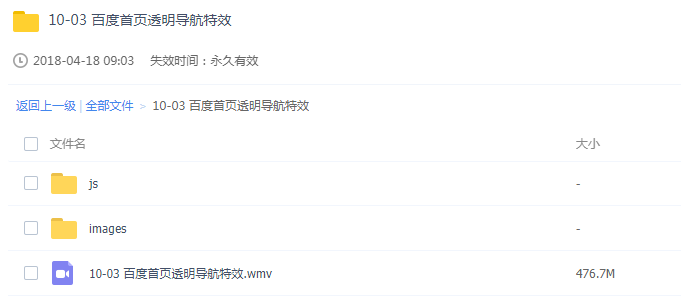 10-03 百度首页透明导航特效
2018-04-18 09:03 失效时间：永久有效
返回上一级 | 全部文件 > 10-03 百度首页透明导航特效
文件名 大小
js -
images -
10-03 百度首页透明导航特效.wmv 476.7M